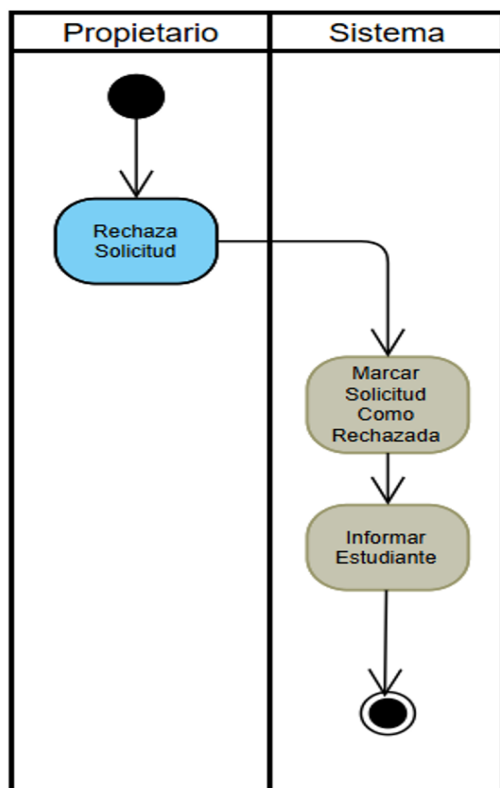 Propietario
Sistema
Rechaza
Solicitud
Marcar
Solicitud
Como
Rechazada
Informar
Estudiante